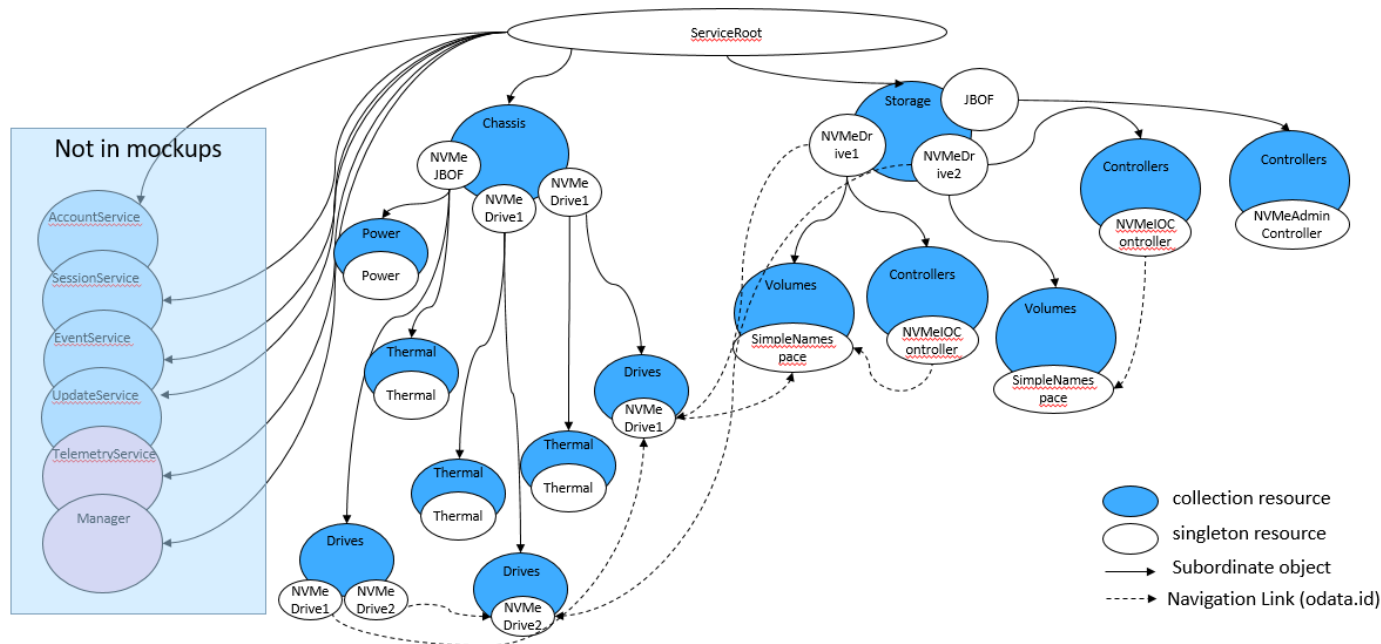 ServiceRoot
Not in mockups
AccountService
SessionService
EventService
UpdateService
TelemetryService
Manager
Chassis
NVMe
JBOF
NVMe
Drive1
NVMe
Drive1
Power
Power
Thermal
Thermal
Thermal
Thermal
Thermal
Thermal
Drives
NVMe
Drive1
Drives
NVMe
Drive1
NVMe
Drive2
Drives
NVMe
Drive2
Storage
JBOF
NVMeDr
ive1
NVMeDr
ive2
Volumes
SimpleNames
pace
Controllers
NVMeIOC
ontroller
Volumes
SimpleNames
pace
Controllers
NVMeIOC
ontroller
Controllers
NVMeAdmin
Controller
collection resource
singleton resource
Subordinate object
Navigation Link (odata.id)